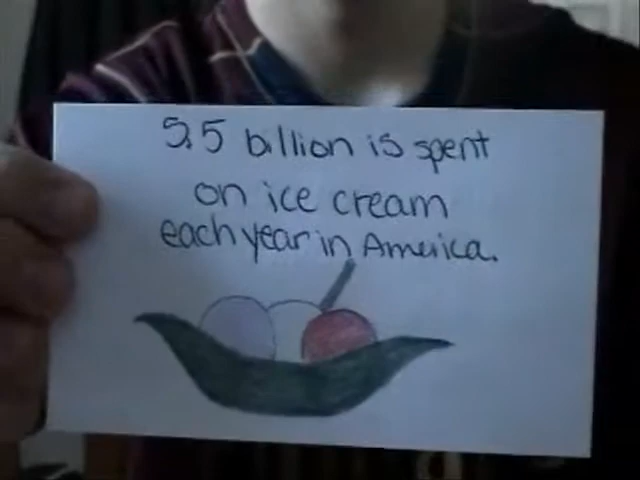 5.5 billion is spent
on ice cream
each year in America.